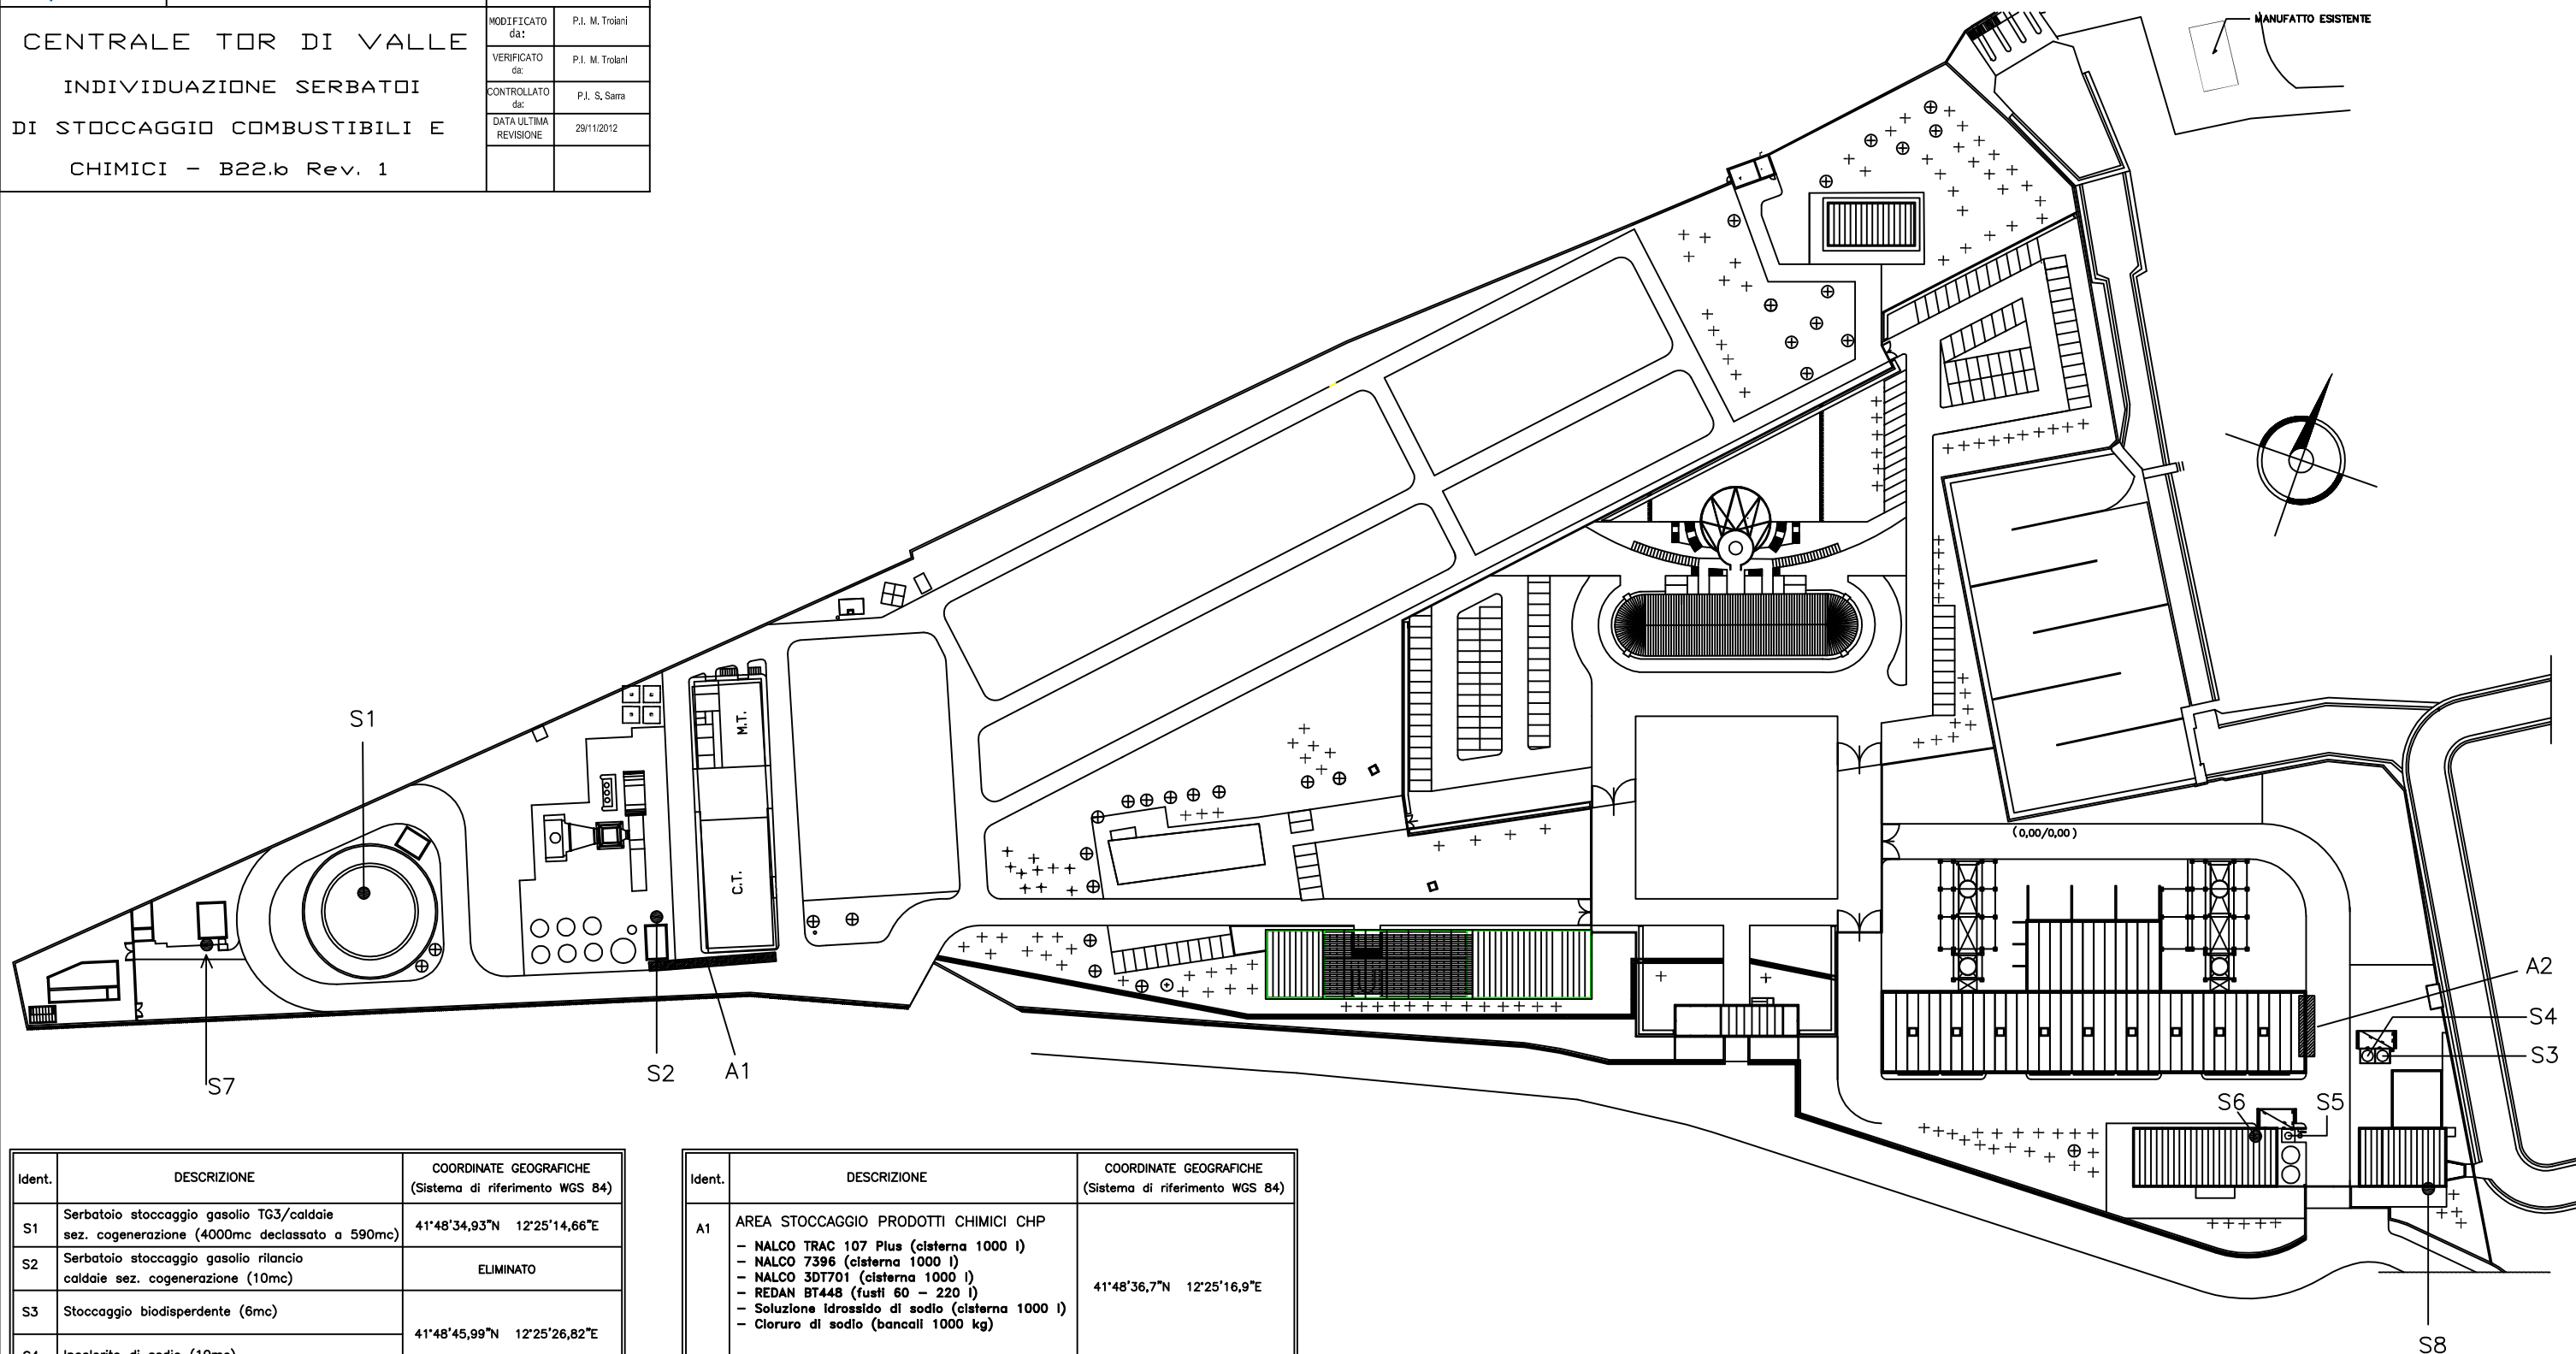 CENTRALE TOR DI VALLE
INDIVIDUAZIONE SERBATOI
DI STOCCAGGIO COMBUSTIBILI E
CHIMICI - B22.b Rev. 1
MODIFICATO da:
P.I. M. Troiani
VERIFICATO da:
P.I. M. Troiani
CONTROLLATO da:
P.I. S. Sarra
DATA ULTIMA REVISIONE
29/11/2012
MANUFATTO ESISTENTE
S1
M.T.
C.T.
(0,00/0,00)
A2
S4
S3
S2
A1
S7
S6
S5
S8
Ident.
DESCRIZIONE
COORDINATE GEOGRAFICHE
(Sistema di riferimento WGS 84)
S1
Serbatoio stoccaggio gasolio TG3/caldaie
sez. cogenerazione (4000mc declassato a 590mc)
41°48'34,93"N 12°25'14,66"E
S2
Serbatoio stoccaggio gasolio rilancio
caldaie sez. cogenerazione (10mc)
ELIMINATO
S3
Stoccaggio biodisperdente (6mc)
41°48'45,99"N 12°25'26,82"E
Ident.
DESCRIZIONE
COORDINATE GEOGRAFICHE
(Sistema di riferimento WGS 84)
A1
AREA STOCCAGGIO PRODOTTI CHIMICI CHP
- NALCO TRAC 107 Plus (cisterna 1000 l)
- NALCO 7396 (cisterna 1000 l)
- NALCO 3DT701 (cisterna 1000 l)
- REDAN BT448 (fusti 60 - 220 l)
- Soluzione idrossido di sodio (cisterna 1000 l)
- Cloruro di sodio (bancali 1000 kg)
41°48'36,7"N 12°25'16,9"E